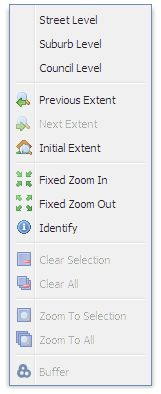 Street Level
Suburb Level
Council Level
Previous Extent
Next Extent
Initial Extent
Fixed Zoom In
Fixed Zoom Out
Identify
Clear Selection
Clear All
Zoom To Selection
Zoom To All
Buffer